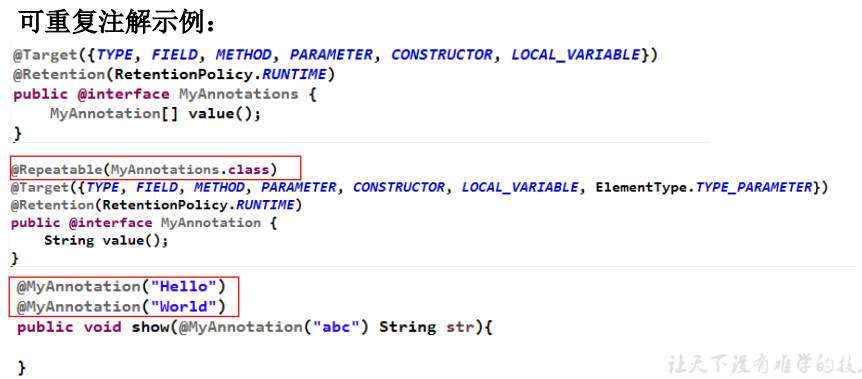 可重复注解示例：
@Target({TYPE, FIELD, METHOD, PARAMETER, CONSTRUCTOR, LOCAL_VARIABLE})
@Retention(RetentionPolicy.RUNTIME)
public @interface MyAnnotations {
    MyAnnotation[] value();
}
@Repeatable(MyAnnotations.class)
@Target({TYPE, FIELD, METHOD, PARAMETER, CONSTRUCTOR, LOCAL_VARIABLE, ElementType.TYPE_PARAMETER})
@Retention(RetentionPolicy.RUNTIME)
public @interface MyAnnotation {
    String value();
}
@MyAnnotation("Hello")
@MyAnnotation("World")
public void show(@MyAnnotation("abc") String str){
}
让天下没有难学的技